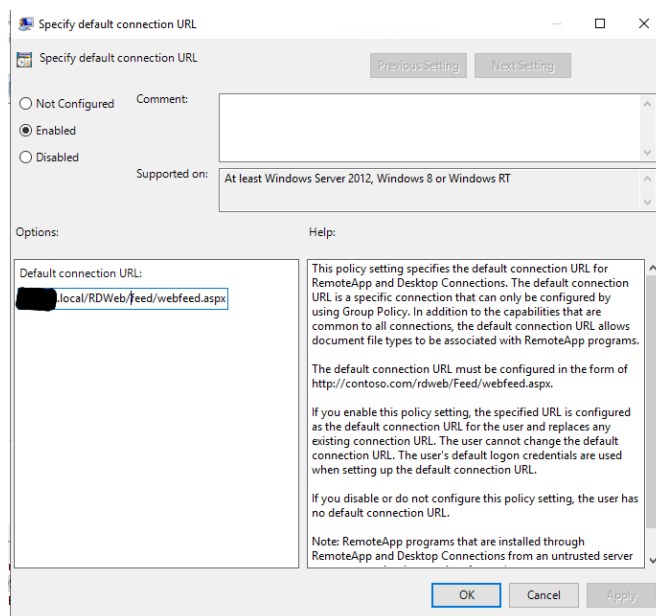 Specify default connection URL
Specify default connection URL
Previous Setting
Next Setting
Not Configured
Comment:
Enabled
Disabled
Supported on:
At least Windows Server 2012, Windows 8 or Windows RT
Options:
Help:
Default connection URL:
.local/RDWeb/feed/webfeed.aspx
This policy setting specifies the default connection URL for
RemoteApp and Desktop Connections. The default connection
URL is a specific connection that can only be configured by
using Group Policy. In addition to the capabilities that are
common to all connections, the default connection URL allows
document file types to be associated with RemoteApp programs.
The default connection URL must be configured in the form of
http://contoso.com/rdweb/Feed/webfeed.aspx.
If you enable this policy setting, the specified URL is configured
as the default connection URL for the user and replaces any
existing connection URL. The user cannot change the default
connection URL. The user's default logon credentials are used
when setting up the default connection URL.
If you disable or do not configure this policy setting, the user has
no default connection URL.
Note: RemoteApp programs that are installed through
RemoteApp and Desktop Connections from an untrusted server
OK
Cancel
Apply